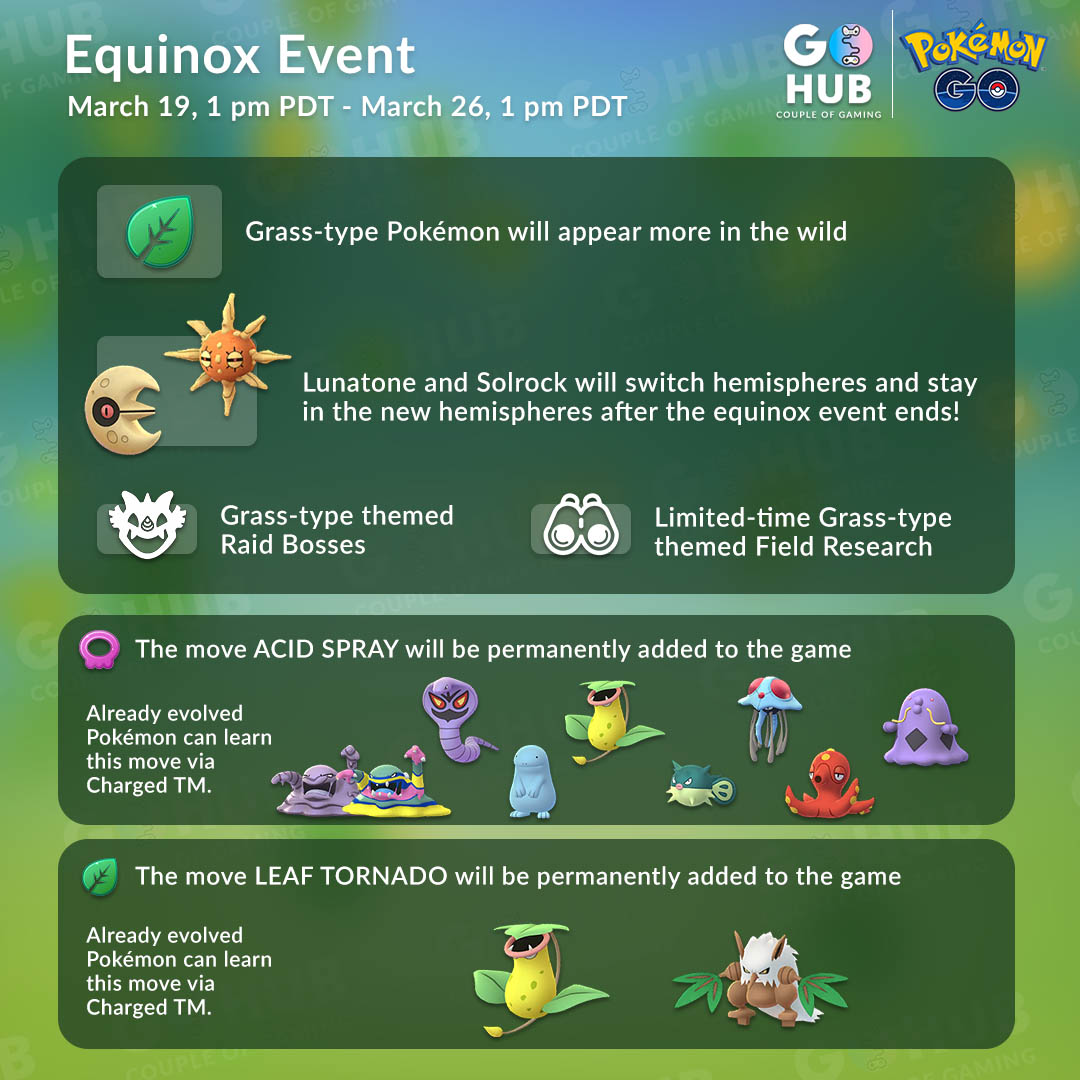 Equinox Event
March 19, 1 pm PDT - March 26, 1 pm PDT
GO
HUB
COUPLE OF GAMING
POKéMON
GO
Grass-type Pokémon will appear more in the wild
Lunatone and Solrock will switch hemispheres and stay
in the new hemispheres after the equinox event ends!
Grass-type themed
Raid Bosses
Limited-time Grass-type
themed Field Research
The move ACID SPRAY will be permanently added to the game
Already evolved
Pokémon can learn
this move via
Charged TM.
The move LEAF TORNADO will be permanently added to the game
Already evolved
Pokémon can learn
this move via
Charged TM.